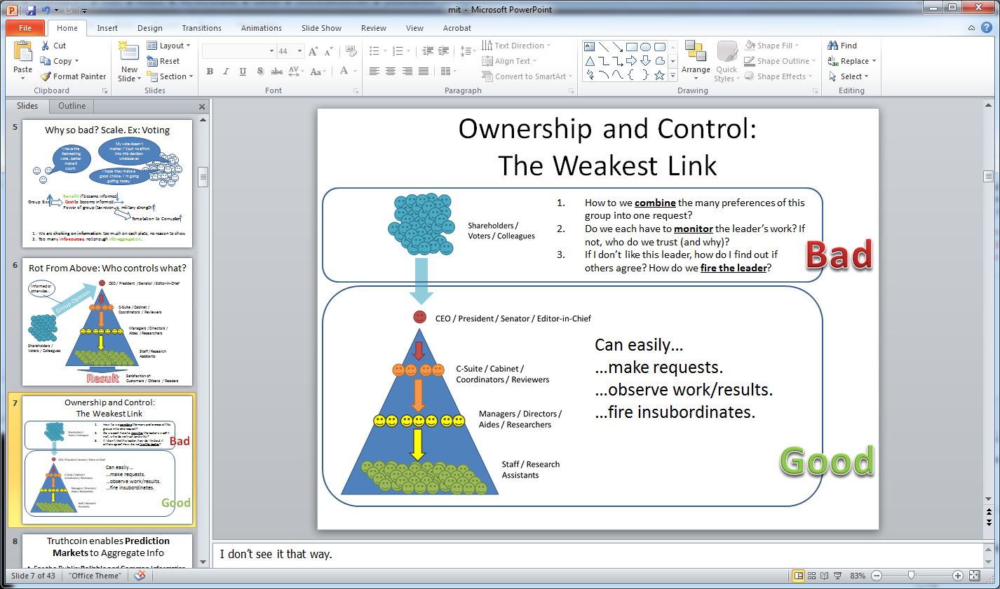 mit - Microsoft PowerPoint
File Home Insert Design Transitions Animations Slide Show Review View Acrobat
Paste
Cut
Copy
Format Painter
Clipboard
New
Slide
Layout
Reset
Section
Slides
44
Font
Text Direction
Align Text
Convert to SmartArt
Paragraph
Arrange
Quick
Styles
Shape Fill
Shape Outline
Shape Effects
Drawing
Find
Replace
Select
Editing
Slides Outline
5
Why so bad? Scale. Ex: Voting
I have the
tiebreaking
vote...better
make it
count.
My vote doesn't
matter. I'll put no effort
into this decision
whatsoever.
I hope they make a
good choice. I'm going
golfing today.
Group Size
Benefit if became informed
Cost to become informed
Power of group (tax revenue, military strength)
Temptation to Corruption
1. We are choking on information: too much on each plate, no reason to chew.
2. Too many info-sources, not enough info-aggregation.
6
Rot From Above: Who controls what?
Informed or
otherwise...
Group Opinion
CEO / President / Senator / Editor-in-Chief
C-Suite / Cabinet /
Coordinators / Reviewers
Managers / Directors /
Aides / Researchers
Shareholders /
Voters / Colleagues
Staff / Research
Assistants
Result
Satisfaction of:
Customers / Citizens / Readers
7
Ownership and Control:
The Weakest Link
Shareholders /
Voters / Colleagues
1. How to we combine the many preferences of this
group into one request?
2. Do we each have to monitor the leader's work? If
not, who do we trust (and why)?
3. If I don't like this leader, how do I find out if
others agree? How do we fire the leader?
Bad
CEO / President / Senator / Editor-in-Chief
C-Suite / Cabinet /
Coordinators / Reviewers
Managers / Directors /
Aides / Researchers
Staff / Research
Assistants
Can easily...
...make requests.
...observe work/results.
...fire insubordinates.
Good
8
Truthcoin enables Prediction
Markets to Aggregate Info
Ownership and Control:
The Weakest Link
Shareholders /
Voters / Colleagues
1. How to we combine the many preferences of this
group into one request?
2. Do we each have to monitor the leader's work? If
not, who do we trust (and why)?
3. If I don't like this leader, how do I find out if
others agree? How do we fire the leader?
Bad
CEO / President / Senator / Editor-in-Chief
C-Suite / Cabinet /
Coordinators / Reviewers
Managers / Directors /
Aides / Researchers
Staff / Research
Assistants
Can easily...
...make requests.
...observe work/results.
...fire insubordinates.
Good
I don't see it that way.
Slide 7 of 43
"Office Theme"
83%